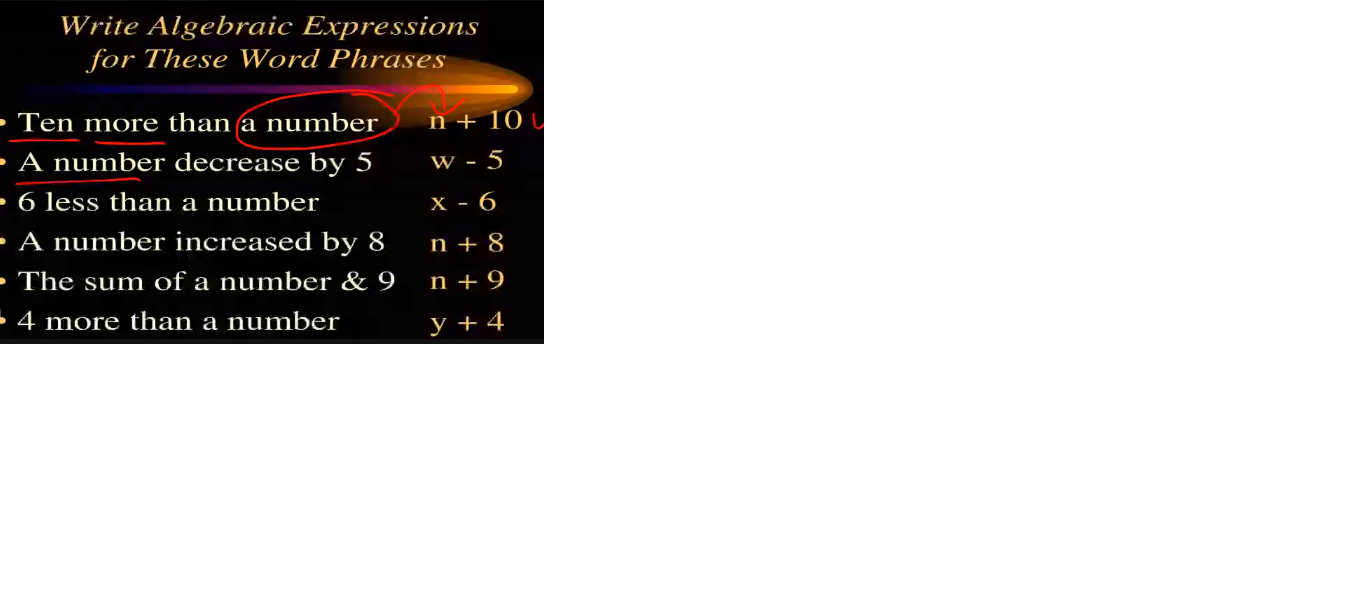 Write Algebraic Expressions
for These Word Phrases
• Ten more than a number n + 10
• A number decrease by 5 w - 5
• 6 less than a number x - 6
• A number increased by 8 n + 8
• The sum of a number & 9 n + 9
• 4 more than a number y + 4